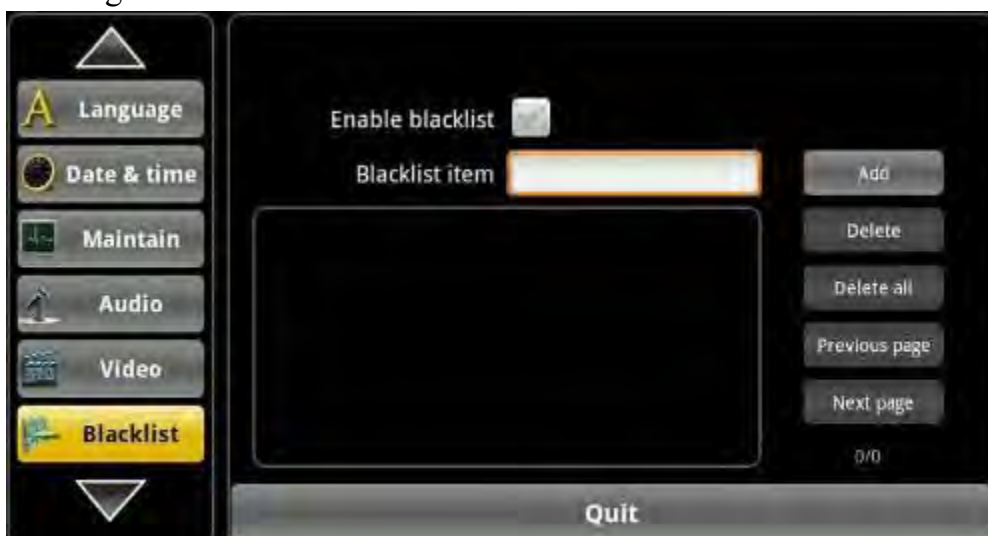 Language
Date & time
Maintain
Audio
Video
Blacklist
Enable blacklist
Blacklist item
Add
Delete
Delete all
Previous page
Next page
0/0
Quit